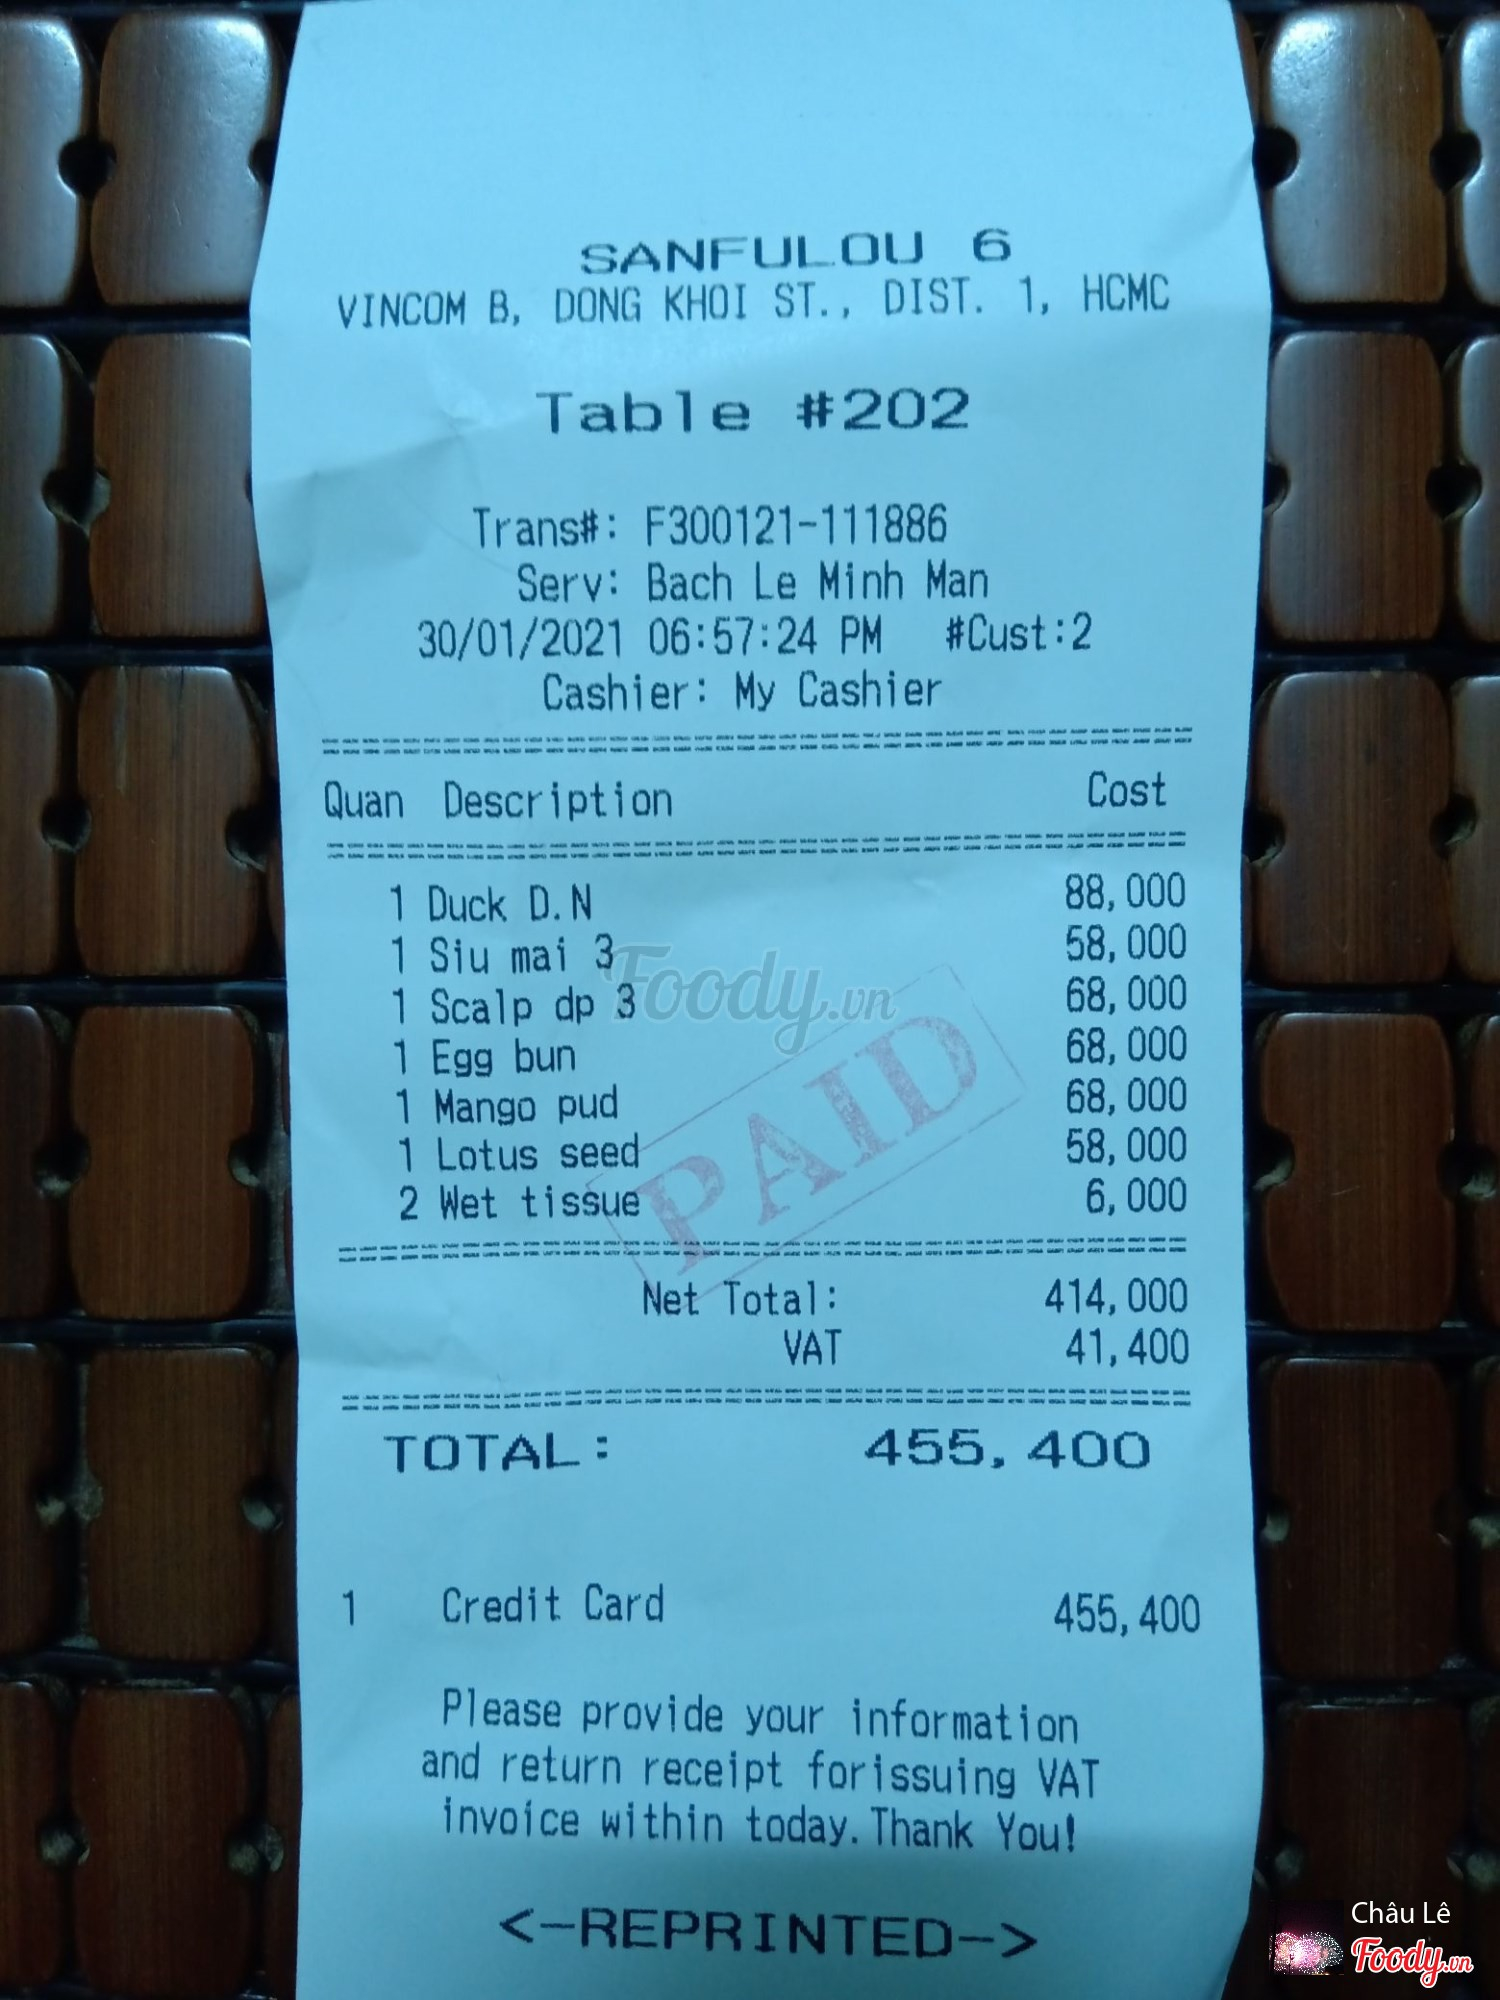 SANFULOU 6
VINCOM B, DONG KHOI ST., DIST. 1, HCMC
Table #202
Trans#: F300121-111886
Serv: Bach Le Minh Man
30/01/2021 06:57:24 PM #Cust:2
Cashier: My Cashier
Quan Description Cost
1 Duck D.N 88,000
1 Siu mai 3 58,000
1 Scalp dp 3 68,000
1 Egg bun 68,000
1 Mango pud 68,000
1 Lotus seed 58,000
2 Wet tissue 6,000
Foody.vn
PAID
Net Total: 414,000
VAT 41,400
TOTAL: 455,400
1 Credit Card 455,400
Please provide your information
and return receipt forissuing VAT
invoice within today.Thank You!
<-REPRINTED->
Châu Lê
Foody.vn